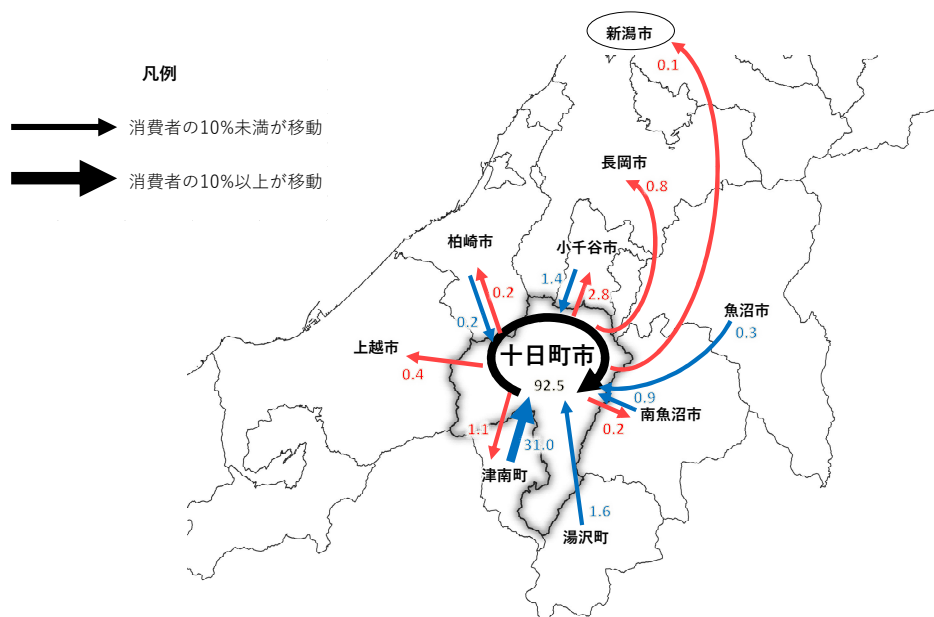 新潟市
0.1
凡例
消費者の10%未満が移動
消費者の10%以上が移動
長岡市
0.8
柏崎市
小千谷市
1.4
0.2
2.8
魚沼市
0.2
0.3
上越市
十日町市
0.4
92.5
0.9
南魚沼市
0.2
1.1
31.0
津南町
1.6
湯沢町